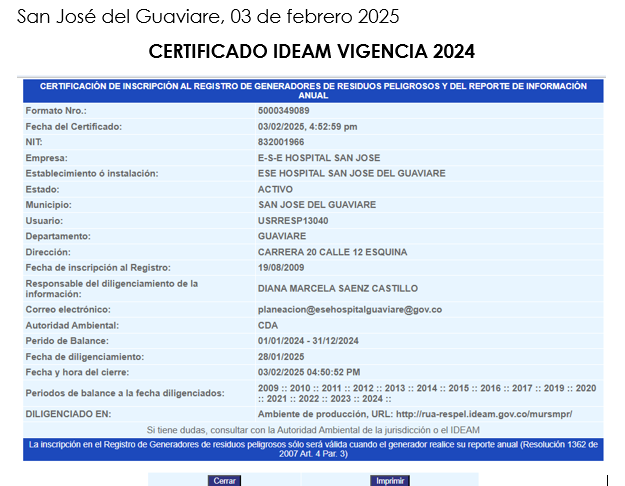 San José del Guaviare, 03 de febrero 2025
CERTIFICADO IDEAM VIGENCIA 2024
CERTIFICACIÓN DE INSCRIPCIÓN AL REGISTRO DE GENERADORES DE RESIDUOS PELIGROSOS Y DEL REPORTE DE INFORMACIÓN
ANUAL
Formato Nro.: 5000349089
Fecha del Certificado: 03/02/2025, 4:52:59 pm
NIT: 832001966
Empresa: E-S-E HOSPITAL SAN JOSE
Establecimiento ó instalación: ESE HOSPITAL SAN JOSE DEL GUAVIARE
Estado: ACTIVO
Municipio: SAN JOSE DEL GUAVIARE
Usuario: USRRESP13040
Departamento: GUAVIARE
Dirección: CARRERA 20 CALLE 12 ESQUINA
Fecha de inscripción al Registro: 19/08/2009
Responsable del diligenciamiento de la
información: DIANA MARCELA SAENZ CASTILLO
Correo electrónico: planeacion@esehospitalguaviare@gov.co
Autoridad Ambiental: CDA
Perido de Balance: 01/01/2024 - 31/12/2024
Fecha de diligenciamiento: 28/01/2025
Fecha y hora del cierre: 03/02/2025 04:50:52 PM
Periodos de balance a la fecha diligenciados: 2009 :: 2010 :: 2011 :: 2012 :: 2013 :: 2014 :: 2015 :: 2016 :: 2017 :: 2019 :: 2020
:: 2021 :: 2022 :: 2023 :: 2024 ::
DILIGENCIADO EN: Ambiente de producción, URL: http://rua-respel.ideam.gov.co/mursmpr/
Si tiene dudas, consultar con la Autoridad Ambiental de la jurisdicción o el IDEAM
La inscripción en el Registro de Generadores de residuos peligrosos sólo será válida cuando el generador realice su reporte anual (Resolución 1362 de
2007 Art. 4 Par. 3)
Cerrar Imprimir